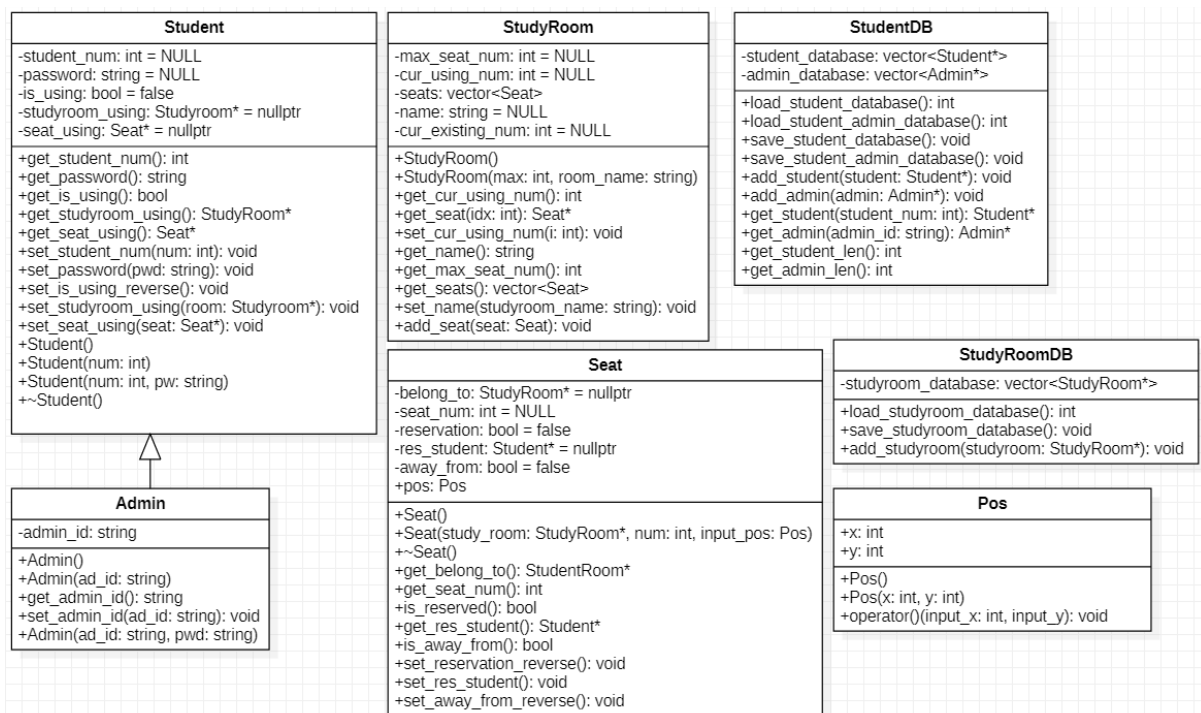 Student
-student_num: int = NULL
-password: string = NULL
-is_using: bool = false
-studyroom_using: Studyroom* = nullptr
-seat_using: Seat* = nullptr
+get_student_num(): int
+get_password(): string
+get_is_using(): bool
+get_studyroom_using(): StudyRoom*
+get_seat_using(): Seat*
+set_student_num(num: int): void
+set_password(pwd: string): void
+set_is_using_reverse(): void
+set_studyroom_using(room: Studyroom*): void
+set_seat_using(seat: Seat*): void
+Student()
+Student(num: int)
+Student(num: int, pw: string)
+~Student()
Admin
-admin_id: string
+Admin()
+Admin(ad_id: string)
+get_admin_id(): string
+set_admin_id(ad_id: string): void
+Admin(ad_id: string, pwd: string)
StudyRoom
-max_seat_num: int = NULL
-cur_using_num: int = NULL
-seats: vector<Seat>
-name: string = NULL
-cur_existing_num: int = NULL
+StudyRoom()
+StudyRoom(max: int, room_name: string)
+get_cur_using_num(): int
+get_seat(idx: int): Seat*
+set_cur_using_num(i: int): void
+get_name(): string
+get_max_seat_num(): int
+get_seats(): vector<Seat>
+set_name(studyroom_name: string): void
+add_seat(seat: Seat): void
Seat
-belong_to: StudyRoom* = nullptr
-seat_num: int = NULL
-reservation: bool = false
-res_student: Student* = nullptr
-away_from: bool = false
+pos: Pos
+Seat()
+Seat(study_room: StudyRoom*, num: int, input_pos: Pos)
+~Seat()
+get_belong_to(): StudentRoom*
+get_seat_num(): int
+is_reserved(): bool
+get_res_student(): Student*
+is_away_from(): bool
+set_reservation_reverse(): void
+set_res_student(): void
+set_away_from_reverse(): void
StudentDB
-student_database: vector<Student*>
-admin_database: vector<Admin*>
+load_student_database(): int
+load_student_admin_database(): int
+save_student_database(): void
+save_student_admin_database(): void
+add_student(student: Student*): void
+add_admin(admin: Admin*): void
+get_student(student_num: int): Student*
+get_admin(admin_id: string): Admin*
+get_student_len(): int
+get_admin_len(): int
StudyRoomDB
-studyroom_database: vector<StudyRoom*>
+load_studyroom_database(): int
+save_studyroom_database(): void
+add_studyroom(studyroom: StudyRoom*): void
Pos
+x: int
+y: int
+Pos()
+Pos(x: int, y: int)
+operator()(input_x: int, input_y): void